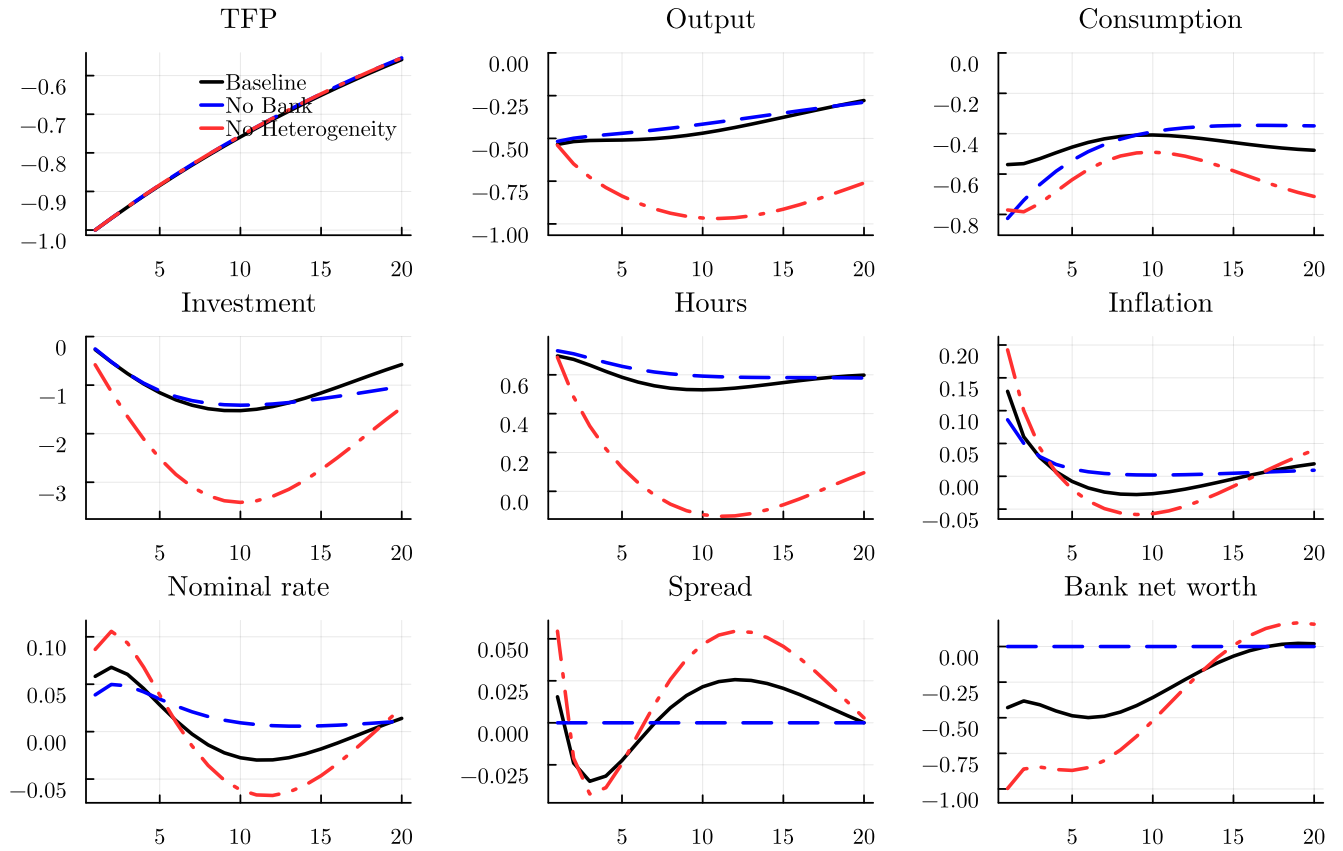 TFP
−0.6
−0.7
−0.8
−0.9
−1.0
Baseline
No Bank
No Heterogeneity
5 10 15 20
Output
0.00
−0.25
−0.50
−0.75
−1.00
5 10 15 20
Consumption
0.0
−0.2
−0.4
−0.6
−0.8
5 10 15 20
Investment
0
−1
−2
−3
5 10 15 20
Hours
0.6
0.4
0.2
0.0
5 10 15 20
Inflation
0.20
0.15
0.10
0.05
0.00
−0.05
5 10 15 20
Nominal rate
0.10
0.05
0.00
−0.05
5 10 15 20
Spread
0.050
0.025
0.000
−0.025
5 10 15 20
Bank net worth
0.00
−0.25
−0.50
−0.75
−1.00
5 10 15 20